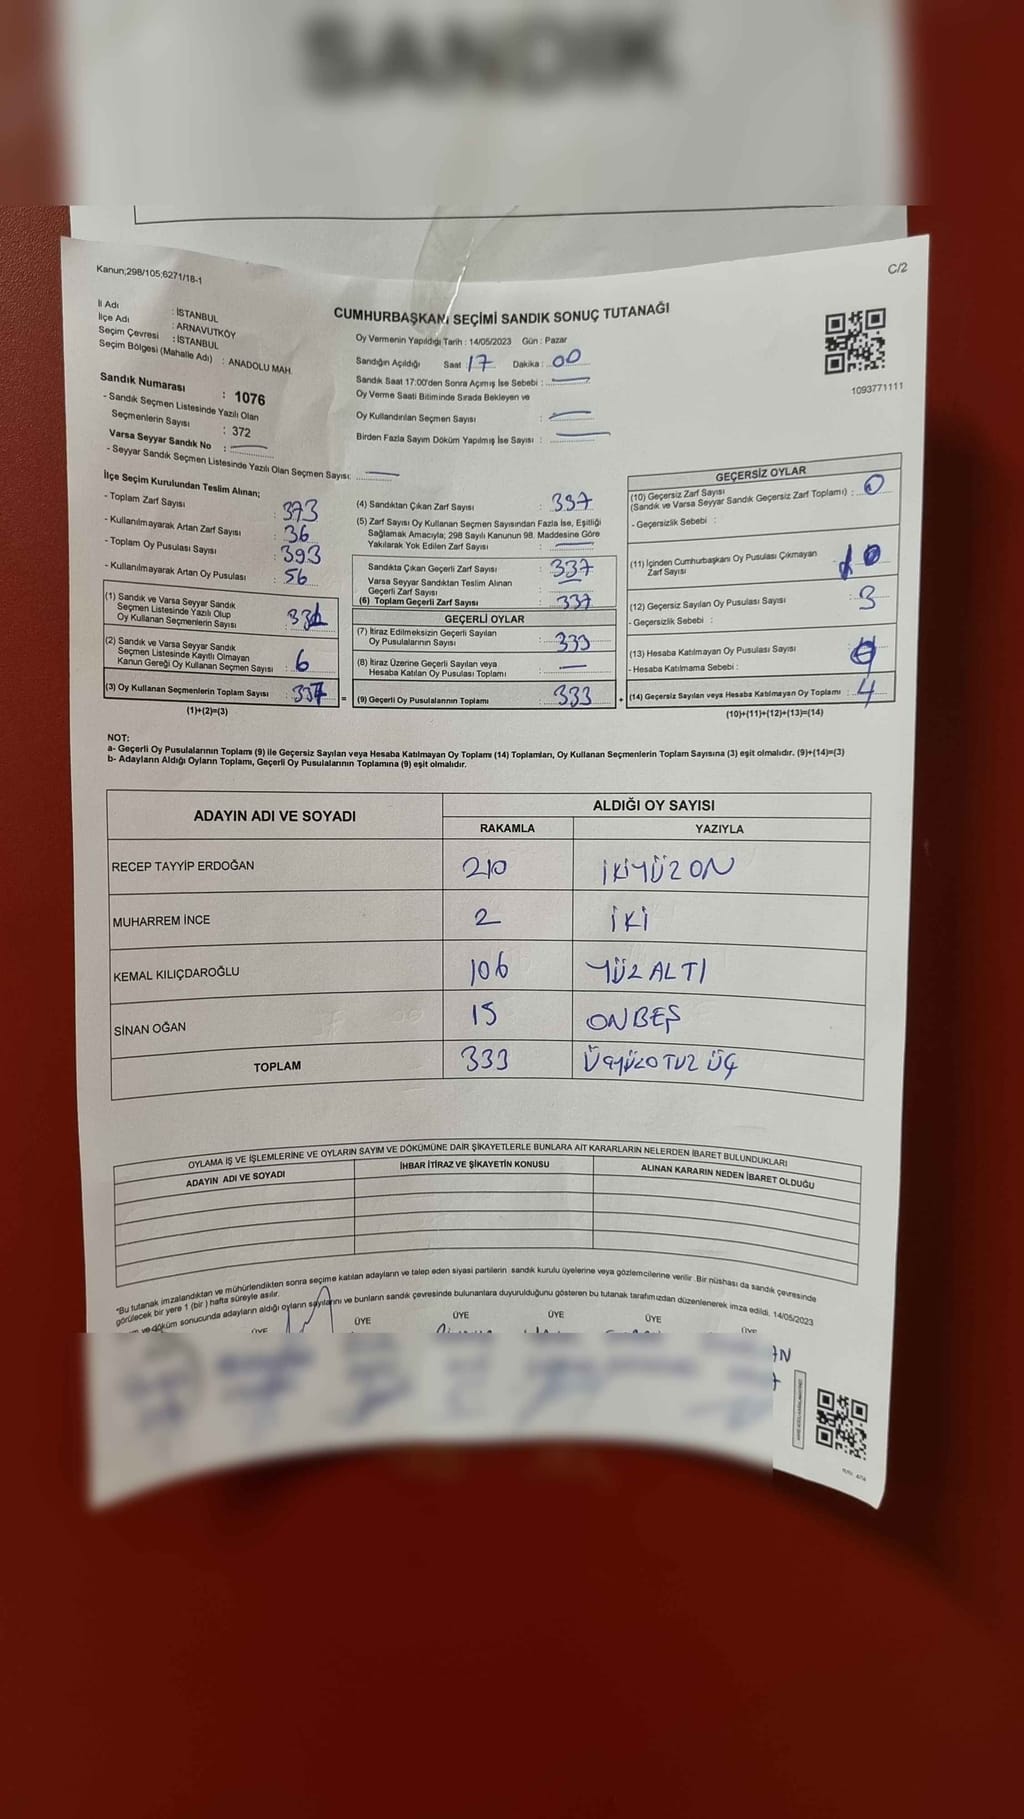 SANDIK
Kanun;298/105;6271/18-1
C/2
İl Adı : İSTANBUL
İlçe Adı : ARNAVUTKÖY
Seçim Çevresi : İSTANBUL
Seçim Bölgesi (Mahalle Adı) : ANADOLU MAH.
CUMHURBAŞKANI SEÇİMİ SANDIK SONUÇ TUTANAĞI
Oy Vermenin Yapıldığı Tarih : 14/05/2023 Gün : Pazar
Sandığın Açıldığı Saat : 17 Dakika : 00
Sandık Saat 17:00'den Sonra Açımış İse Sebebi :
Oy Verme Saati Bitiminde Sırada Bekleyen ve
Oy Kullandırılan Seçmen Sayısı :
Birden Fazla Sayım Döküm Yapılmış İse Sayısı :
1093771111
Sandık Numarası : 1076
- Sandık Seçmen Listesinde Yazılı Olan
Seçmenlerin Sayısı : 372
Varsa Seyyar Sandık No :
- Seyyar Sandık Seçmen Listesinde Yazılı Olan Seçmen Sayısı:
İlçe Seçim Kurulundan Teslim Alınan;
- Toplam Zarf Sayısı : 373
- Kullanılmayarak Artan Zarf Sayısı : 36
- Toplam Oy Pusulası Sayısı : 393
- Kullanılmayarak Artan Oy Pusulası : 56
(1) Sandık ve Varsa Seyyar Sandık
Seçmen Listesinde Yazılı Olup
Oy Kullanan Seçmenlerin Sayısı :
(2) Sandık ve Varsa Seyyar Sandık
Seçmen Listesinde Kayıtlı Olmayan
Kanun Gereği Oy Kullanan Seçmen Sayısı : 6
(3) Oy Kullanan Seçmenlerin Toplam Sayısı : 337 =
(1)+(2)=(3)
(4) Sandıktan Çıkan Zarf Sayısı : 337
(5) Zarf Sayısı Oy Kullanan Seçmen Sayısından Fazla İse, Eşitliği
Sağlamak Amacıyla; 298 Sayılı Kanunun 98. Maddesine Göre
Yakılarak Yok Edilen Zarf Sayısı :
Sandıkta Çıkan Geçerli Zarf Sayısı : 337
Varsa Seyyar Sandıktan Teslim Alınan
Geçerli Zarf Sayısı :
(6) Toplam Geçerli Zarf Sayısı : 337
GEÇERLİ OYLAR
(7) İtiraz Edilmeksizin Geçerli Sayılan
Oy Pusulalarının Sayısı : 333
(8) İtiraz Üzerine Geçerli Sayılan veya
Hesaba Katılan Oy Pusulası Toplamı :
(9) Geçerli Oy Pusulalarının Toplamı : 333 +
GEÇERSİZ OYLAR
(10) Geçersiz Zarf Sayısı
(Sandık ve Varsa Seyyar Sandık Geçersiz Zarf Toplamı) : 0
- Geçersizlik Sebebi :
(11) İçinden Cumhurbaşkanı Oy Pusulası Çıkmayan
Zarf Sayısı : 0
(12) Geçersiz Sayılan Oy Pusulası Sayısı : 3
- Geçersizlik Sebebi :
(13) Hesaba Katılmayan Oy Pusulası Sayısı :
- Hesaba Katılmama Sebebi :
(14) Geçersiz Sayılan veya Hesaba Katılmayan Oy Toplamı : 4
(10)+(11)+(12)+(13)=(14)
NOT:
a- Geçerli Oy Pusulalarının Toplamı (9) ile Geçersiz Sayılan veya Hesaba Katılmayan Oy Toplamı (14) Toplamları, Oy Kullanan Seçmenlerin Toplam Sayısına (3) eşit olmalıdır. (9)+(14)=(3)
b- Adayların Aldığı Oyların Toplamı, Geçerli Oy Pusulalarının Toplamına (9) eşit olmalıdır.
ADAYIN ADI VE SOYADI ALDIĞI OY SAYISI
RAKAMLA YAZIYLA
RECEP TAYYİP ERDOĞAN 210 İKİYÜZON
MUHARREM İNCE 2 İKİ
KEMAL KILIÇDAROĞLU 106 YÜZALTI
SİNAN OĞAN 15 ONBEŞ
TOPLAM 333 ÜÇYÜZOTUZ ÜÇ
OYLAMA İŞ VE İŞLEMLERİNE VE OYLARIN SAYIM VE DÖKÜMÜNE DAİR ŞİKAYETLERLE BUNLARA AİT KARARLARIN NELERDEN İBARET BULUNDUKLARI
ADAYIN ADI VE SOYADI İHBAR İTİRAZ VE ŞİKAYETİN KONUSU ALINAN KARARIN NEDEN İBARET OLDUĞU
"Bu tutanak imzalandıktan ve mühürlendikten sonra seçime katılan adayların ve talep eden siyasi partilerin sandık kurulu üyelerine veya gözlemcilerine verilir. Bir nüshası da sandık çevresinde
görülecek bir yere 1 (bir) hafta süreyle asılır.
ve döküm sonucunda adayların aldığı oyların sayılarını ve bunların sandık çevresinde bulunanlara duyurulduğunu gösteren bu tutanak tarafımızdan düzenlenerek imza edildi. 14/05/2023
ÜYE ÜYE ÜYE ÜYE ÜYE ÜYE